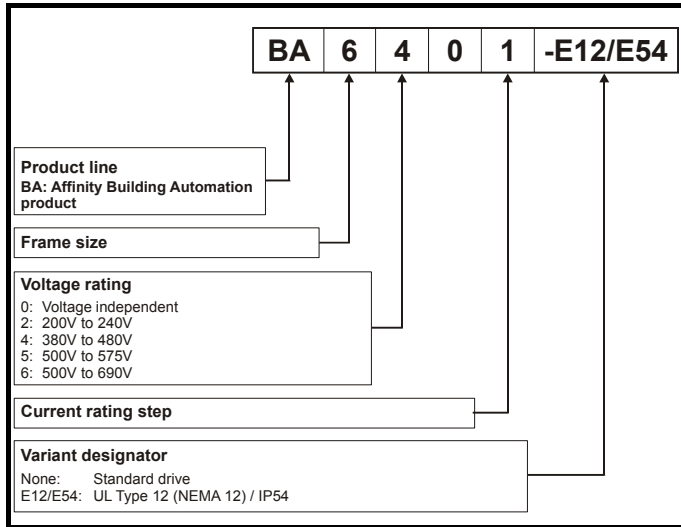 BA 6 4 0 1 -E12/E54
Product line
BA: Affinity Building Automation
product
Frame size
Voltage rating
0: Voltage independent
2: 200V to 240V
4: 380V to 480V
5: 500V to 575V
6: 500V to 690V
Current rating step
Variant designator
None: Standard drive
E12/E54: UL Type 12 (NEMA 12) / IP54